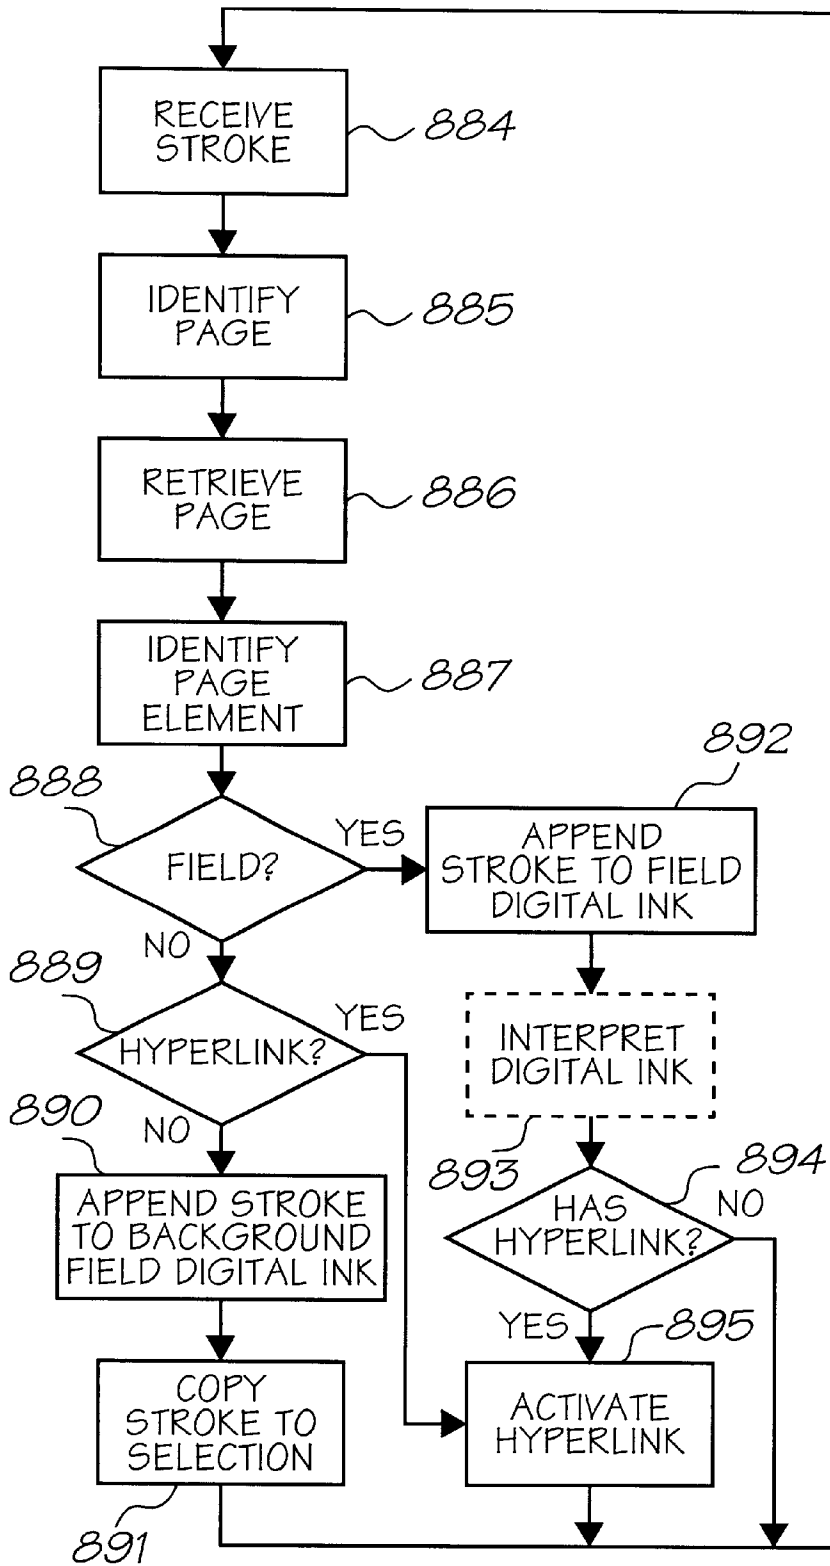 RECEIVE
STROKE
884
IDENTIFY
PAGE
885
RETRIEVE
PAGE
886
IDENTIFY
PAGE
ELEMENT
887
888
FIELD?
YES
NO
892
APPEND
STROKE TO FIELD
DIGITAL INK
889
HYPERLINK?
YES
NO
INTERPRET
DIGITAL INK
893
890
APPEND STROKE
TO BACKGROUND
FIELD DIGITAL INK
894
HAS
HYPERLINK?
NO
YES
895
COPY
STROKE TO
SELECTION
891
ACTIVATE
HYPERLINK